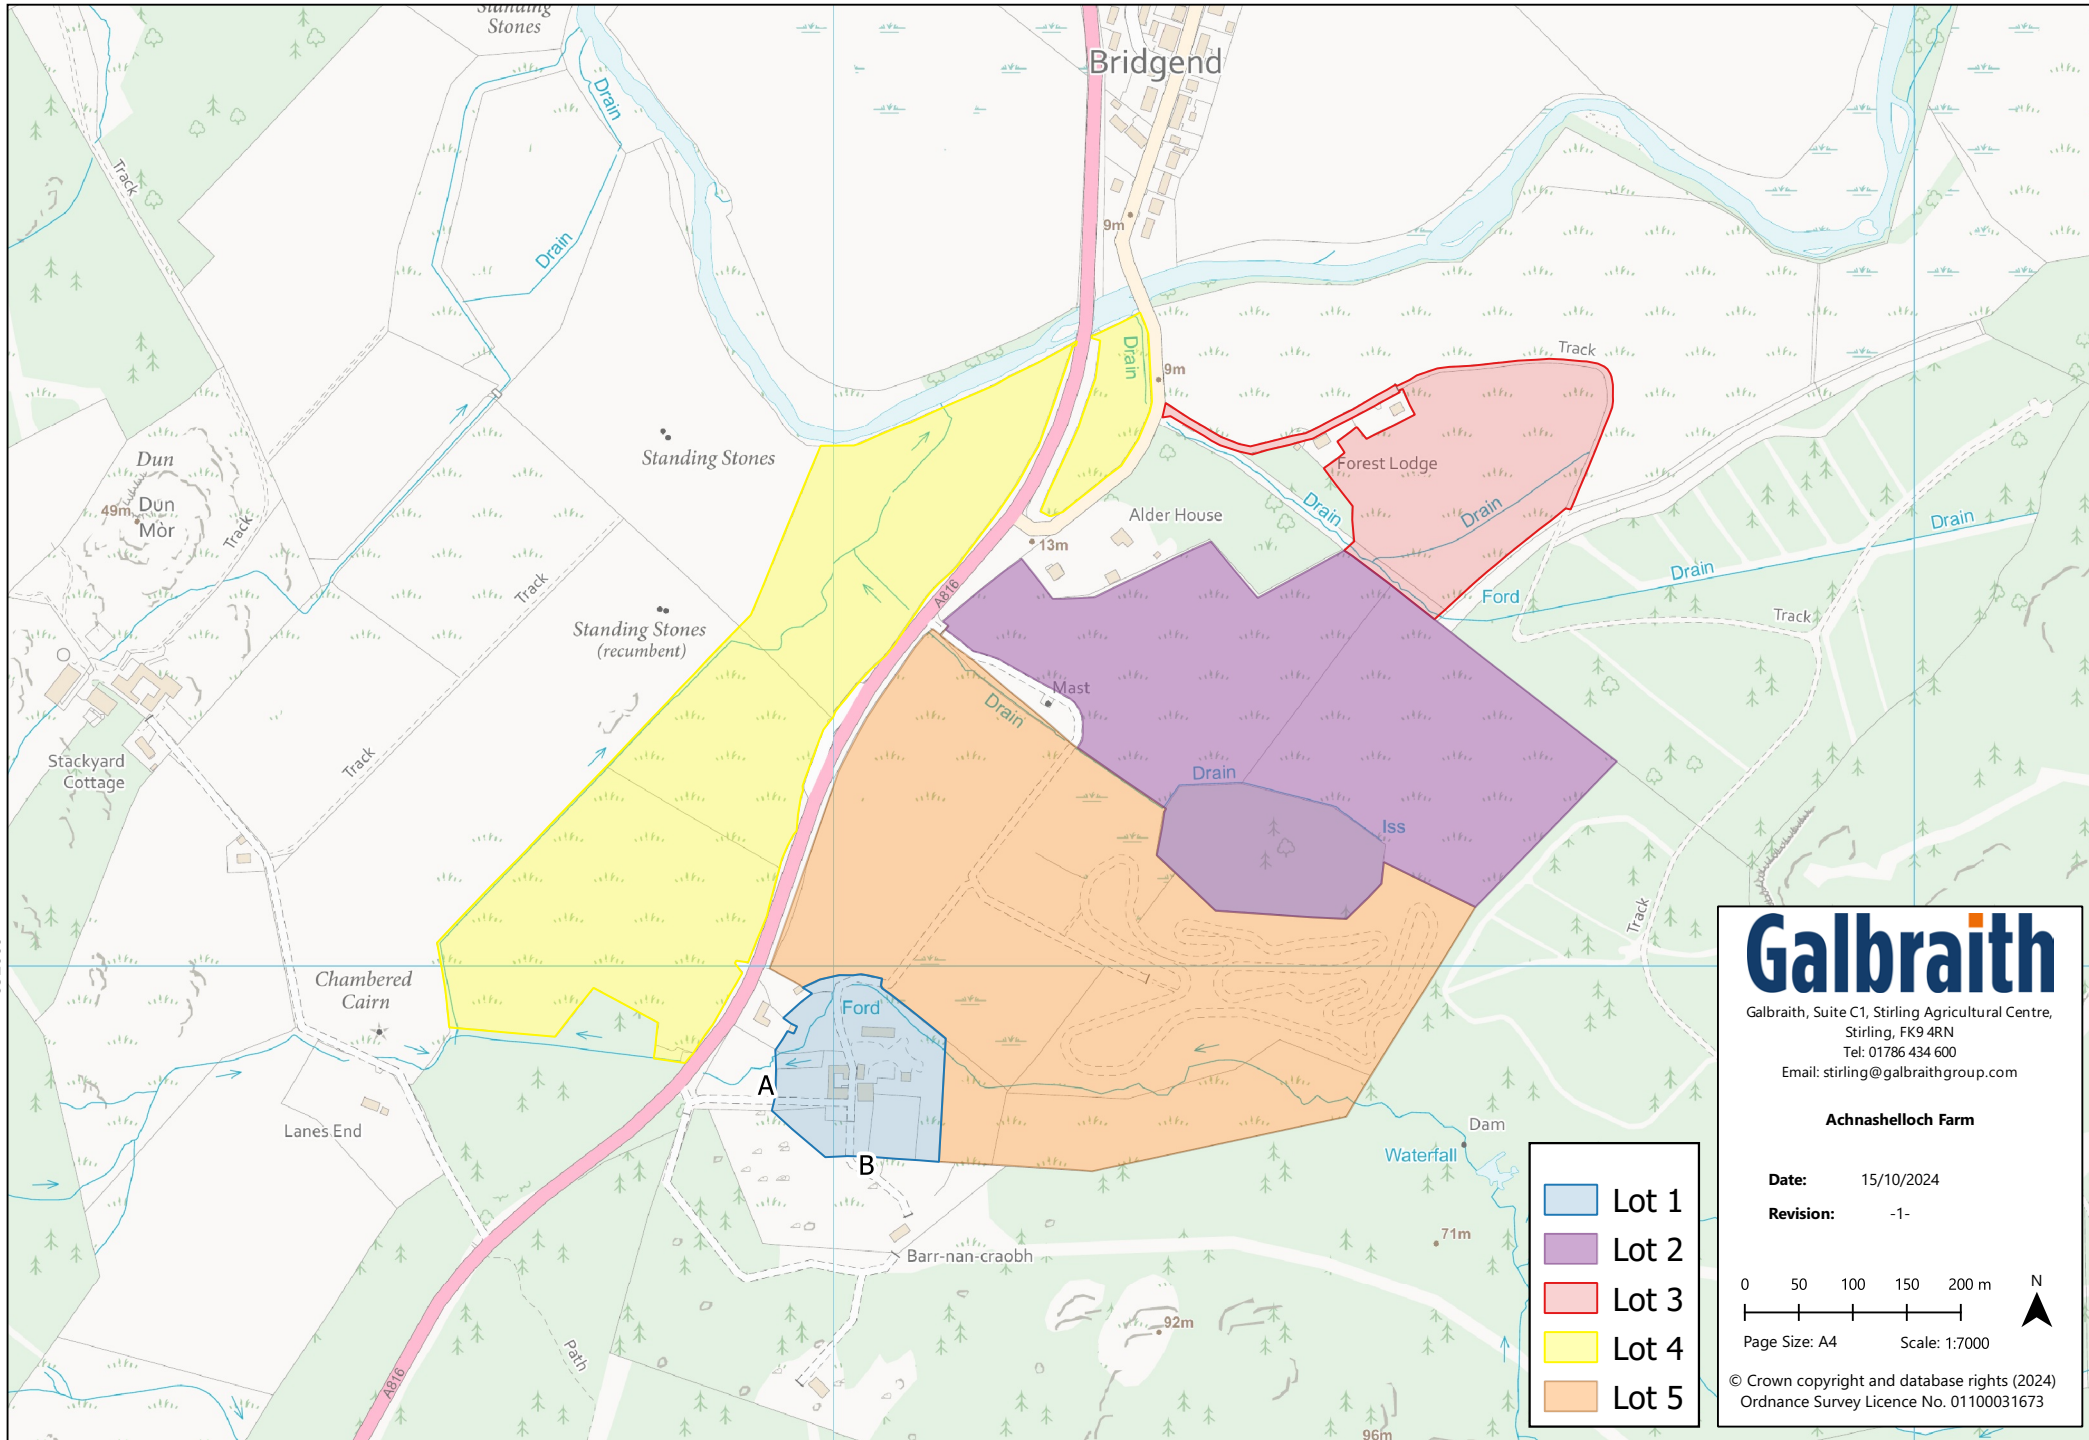 Standing
Stones
Bridgend
Drain
Track
9m
Drain
Track
Drain
9m
Standing Stones
Dun
Forest Lodge
49m
Dun
Mor
Track
Drain
Drain
Alder House
Drain
13m
Drain
Track
A816
Ford
Track
Standing Stones
(recumbent)
Mast
Drain
Stackyard
Cottage
Track
Drain
Iss
Track
Chambered
Cairn
Ford
A
Lanes End
B
Dam
Waterfall
Barr-nan-craobh
71m
92m
Path
A816
96m
Lot 1
Lot 2
Lot 3
Lot 4
Lot 5
Galbraith
Galbraith, Suite C1, Stirling Agricultural Centre,
Stirling, FK9 4RN
Tel: 01786 434 600
Email: stirling@galbraithgroup.com
Achnashelloch Farm
Date: 15/10/2024
Revision: -1-
0 50 100 150 200 m
N
Page Size: A4 Scale: 1:7000
© Crown copyright and database rights (2024)
Ordnance Survey Licence No. 01100031673